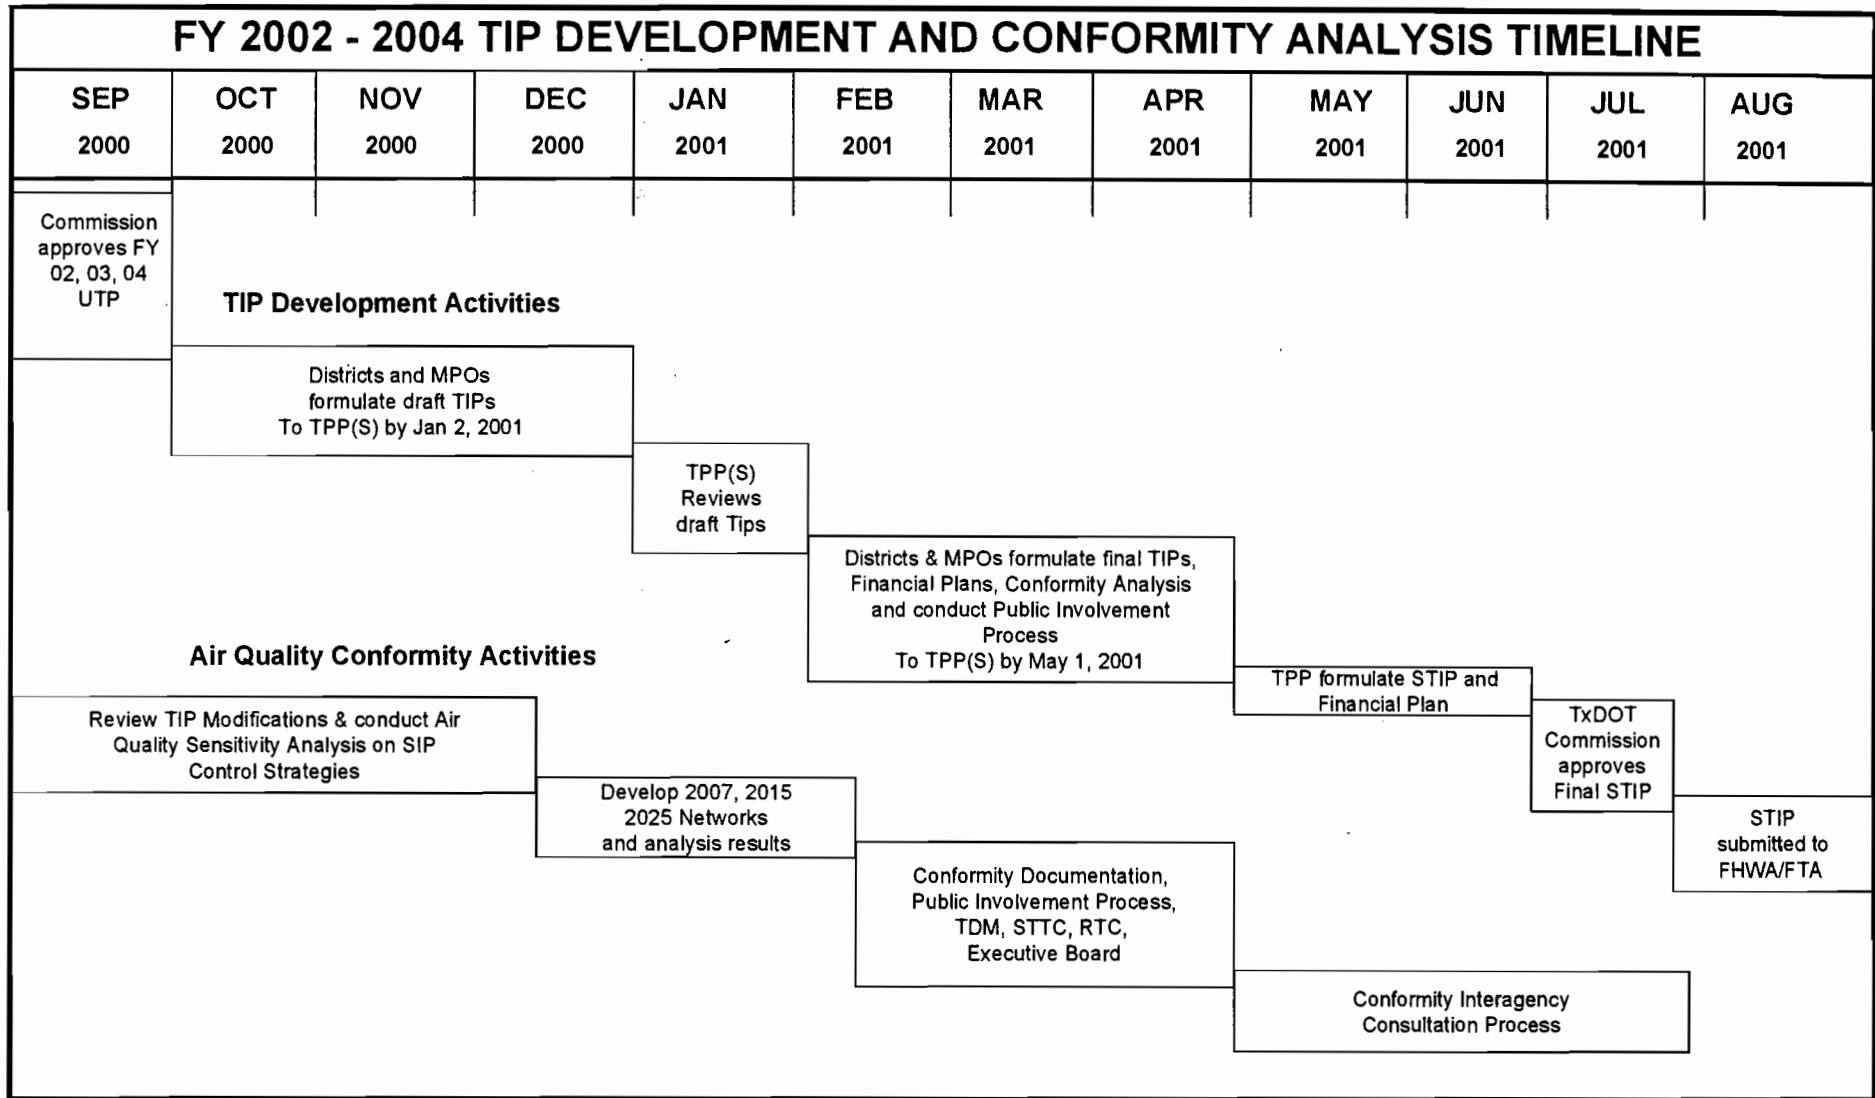 FY 2002 - 2004 TIP DEVELOPMENT AND CONFORMITY ANALYSIS TIMELINE
SEP OCT NOV DEC JAN FEB MAR APR MAY JUN JUL AUG
2000 2000 2000 2000 2001 2001 2001 2001 2001 2001 2001 2001
Commission
approves FY
02, 03, 04
UTP
TIP Development Activities
Districts and MPOs
formulate draft TIPs
To TPP(S) by Jan 2, 2001
TPP(S)
Reviews
draft Tips
Districts & MPOs formulate final TIPs,
Financial Plans, Conformity Analysis
and conduct Public Involvement
Process
To TPP(S) by May 1, 2001
TPP formulate STIP and
Financial Plan
TxDOT
Commission
approves
Final STIP
STIP
submitted to
FHWA/FTA
Air Quality Conformity Activities
Review TIP Modifications & conduct Air
Quality Sensitivity Analysis on SIP
Control Strategies
Develop 2007, 2015
2025 Networks
and analysis results
Conformity Documentation,
Public Involvement Process,
TDM, STTC, RTC,
Executive Board
Conformity Interagency
Consultation Process